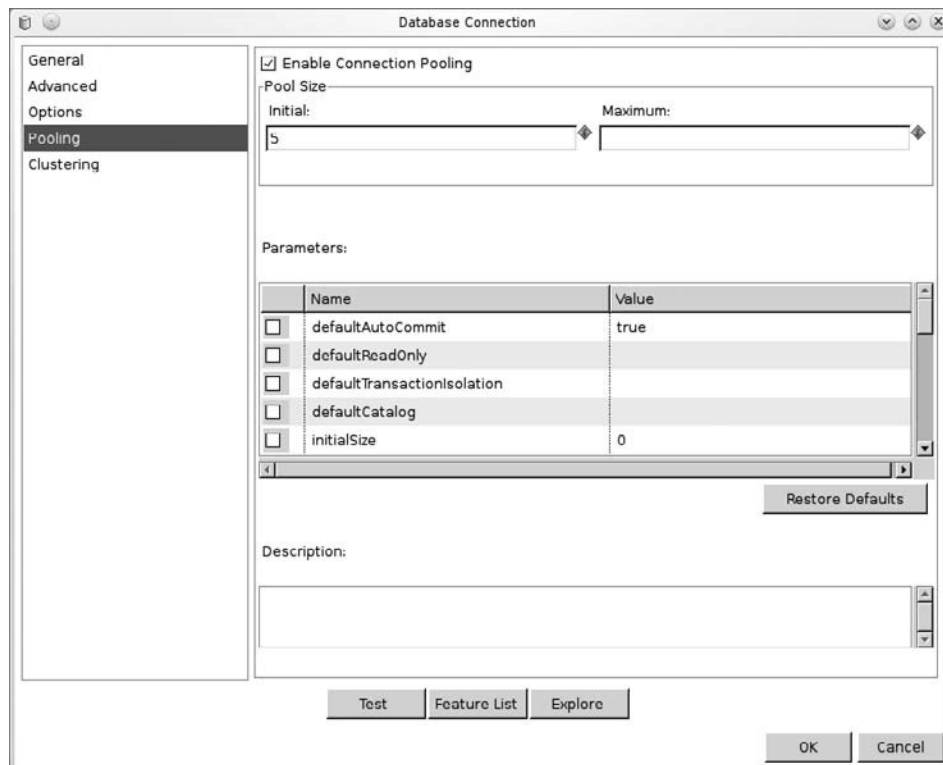 Database Connection
General
Advanced
Options
Pooling
Clustering
Enable Connection Pooling
Pool Size
Initial:
Maximum:
5
Parameters:
Name
Value
defaultAutoCommit
true
defaultReadOnly
defaultTransactionIsolation
defaultCatalog
initialSize
0
Restore Defaults
Description:
Test
Feature List
Explore
OK
Cancel